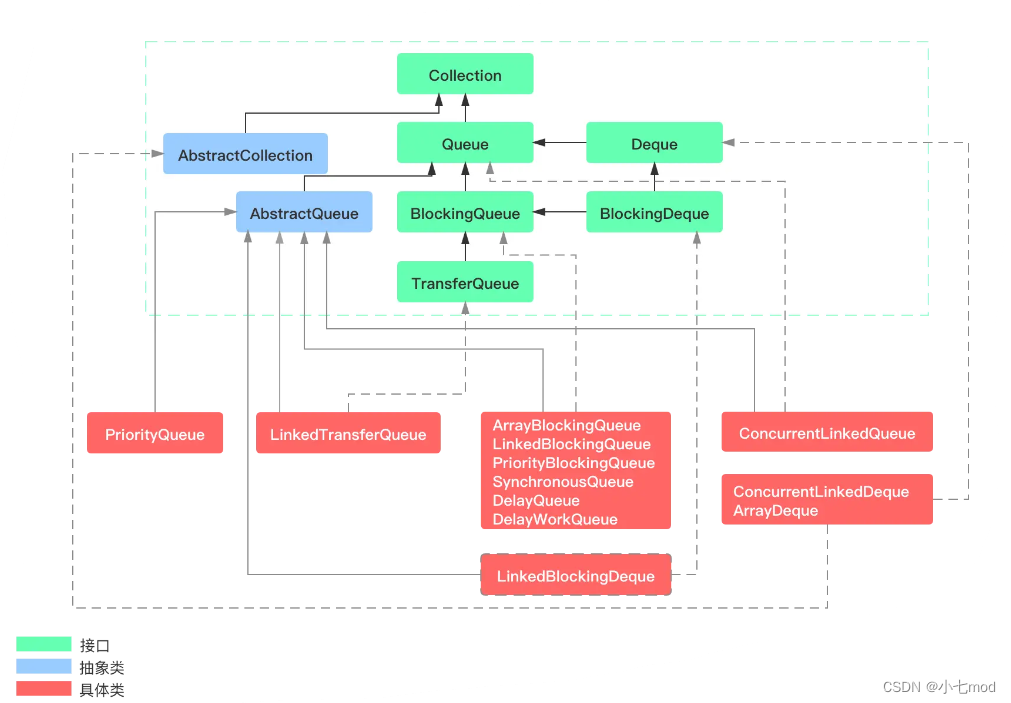 Collection
AbstractCollection
Queue
Deque
AbstractQueue
BlockingQueue
BlockingDeque
TransferQueue
PriorityQueue
LinkedTransferQueue
ArrayBlockingQueue
LinkedBlockingQueue
PriorityBlockingQueue
SynchronousQueue
DelayQueue
DelayWorkQueue
ConcurrentLinkedQueue
ConcurrentLinkedDeque
ArrayDeque
LinkedBlockingDeque
接口
抽象类
具体类
CSDN @小七mod